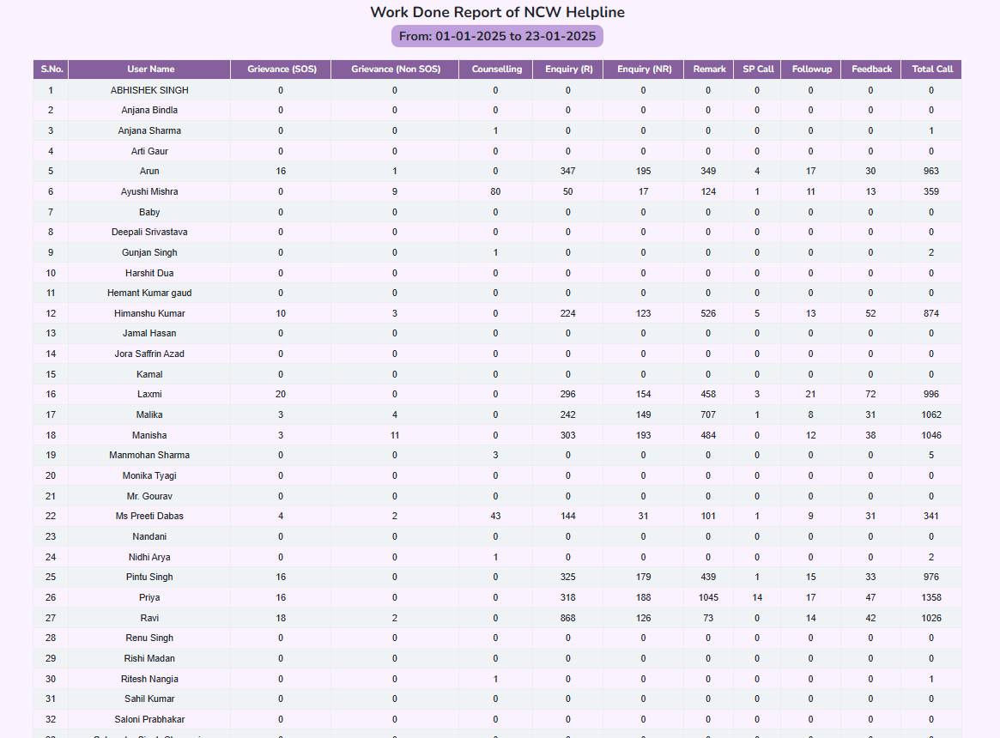 Work Done Report of NCW Helpline
From: 01-01-2025 to 23-01-2025
S.No. User Name Grievance (SOS) Grievance (Non SOS) Counselling Enquiry (R) Enquiry (NR) Remark SP Call Followup Feedback Total Call
1 ABHISHEK SINGH 0 0 0 0 0 0 0 0 0 0
2 Anjana Bindla 0 0 0 0 0 0 0 0 0 0
3 Anjana Sharma 0 0 1 0 0 0 0 0 0 1
4 Arti Gaur 0 0 0 0 0 0 0 0 0 0
5 Arun 16 1 0 347 195 349 4 17 30 963
6 Ayushi Mishra 0 9 80 50 17 124 1 11 13 359
7 Baby 0 0 0 0 0 0 0 0 0 0
8 Deepali Srivastava 0 0 0 0 0 0 0 0 0 0
9 Gunjan Singh 0 0 1 0 0 0 0 0 0 2
10 Harshit Dua 0 0 0 0 0 0 0 0 0 0
11 Hemant Kumar gaud 0 0 0 0 0 0 0 0 0 0
12 Himanshu Kumar 10 3 0 224 123 526 5 13 52 874
13 Jamal Hasan 0 0 0 0 0 0 0 0 0 0
14 Jora Saffrin Azad 0 0 0 0 0 0 0 0 0 0
15 Kamal 0 0 0 0 0 0 0 0 0 0
16 Laxmi 20 0 0 296 154 458 3 21 72 996
17 Malika 3 4 0 242 149 707 1 8 31 1062
18 Manisha 3 11 0 303 193 484 0 12 38 1046
19 Manmohan Sharma 0 0 3 0 0 0 0 0 0 5
20 Monika Tyagi 0 0 0 0 0 0 0 0 0 0
21 Mr. Gourav 0 0 0 0 0 0 0 0 0 0
22 Ms Preeti Dabas 4 2 43 144 31 101 1 9 31 341
23 Nandani 0 0 0 0 0 0 0 0 0 0
24 Nidhi Arya 0 0 1 0 0 0 0 0 0 2
25 Pintu Singh 16 0 0 325 179 439 1 15 33 976
26 Priya 16 0 0 318 188 1045 14 17 47 1358
27 Ravi 18 2 0 868 126 73 0 14 42 1026
28 Renu Singh 0 0 0 0 0 0 0 0 0 0
29 Rishi Madan 0 0 0 0 0 0 0 0 0 0
30 Ritesh Nangia 0 0 1 0 0 0 0 0 0 1
31 Sahil Kumar 0 0 0 0 0 0 0 0 0 0
32 Saloni Prabhakar 0 0 0 0 0 0 0 0 0 0